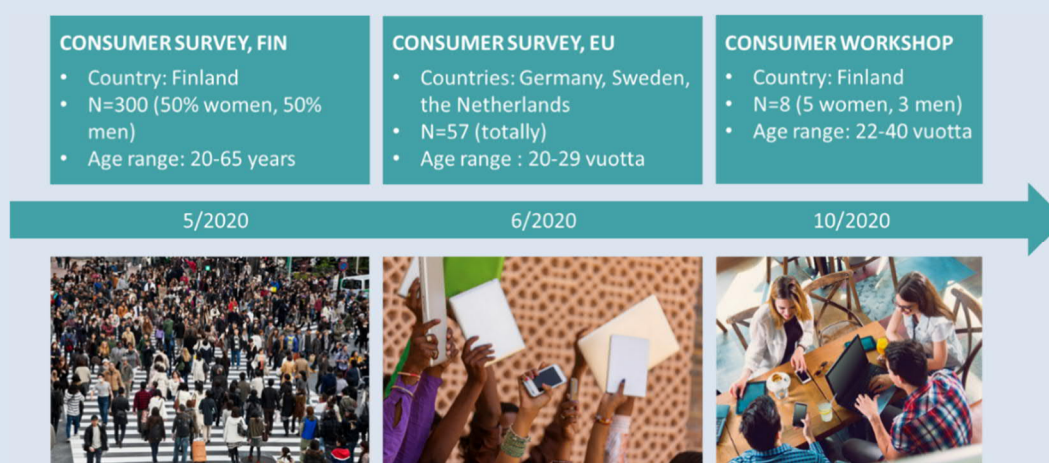 CONSUMER SURVEY, FIN
• Country: Finland
• N=300 (50% women, 50%
men)
• Age range: 20-65 years
CONSUMER SURVEY, EU
• Countries: Germany, Sweden,
the Netherlands
• N=57 (totally)
• Age range : 20-29 vuotta
CONSUMER WORKSHOP
• Country: Finland
• N=8 (5 women, 3 men)
• Age range: 22-40 vuotta
5/2020
6/2020
10/2020